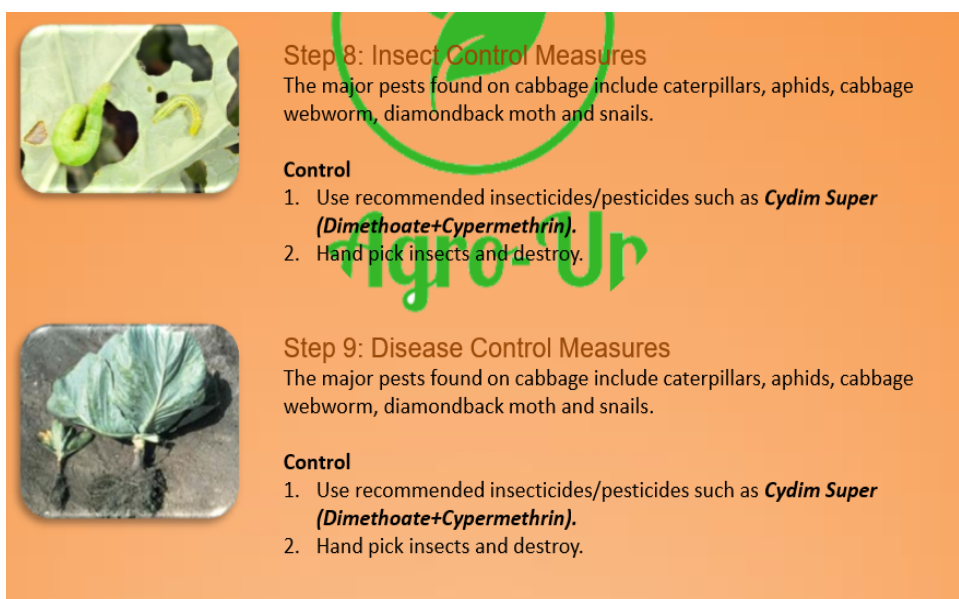 Step 8: Insect Control Measures
The major pests found on cabbage include caterpillars, aphids, cabbage
webworm, diamondback moth and snails.
Control
1. Use recommended insecticides/pesticides such as Cydim Super
(Dimethoate+Cypermethrin).
2. Hand pick insects and destroy.
Agro-Up
Step 9: Disease Control Measures
The major pests found on cabbage include caterpillars, aphids, cabbage
webworm, diamondback moth and snails.
Control
1. Use recommended insecticides/pesticides such as Cydim Super
(Dimethoate+Cypermethrin).
2. Hand pick insects and destroy.